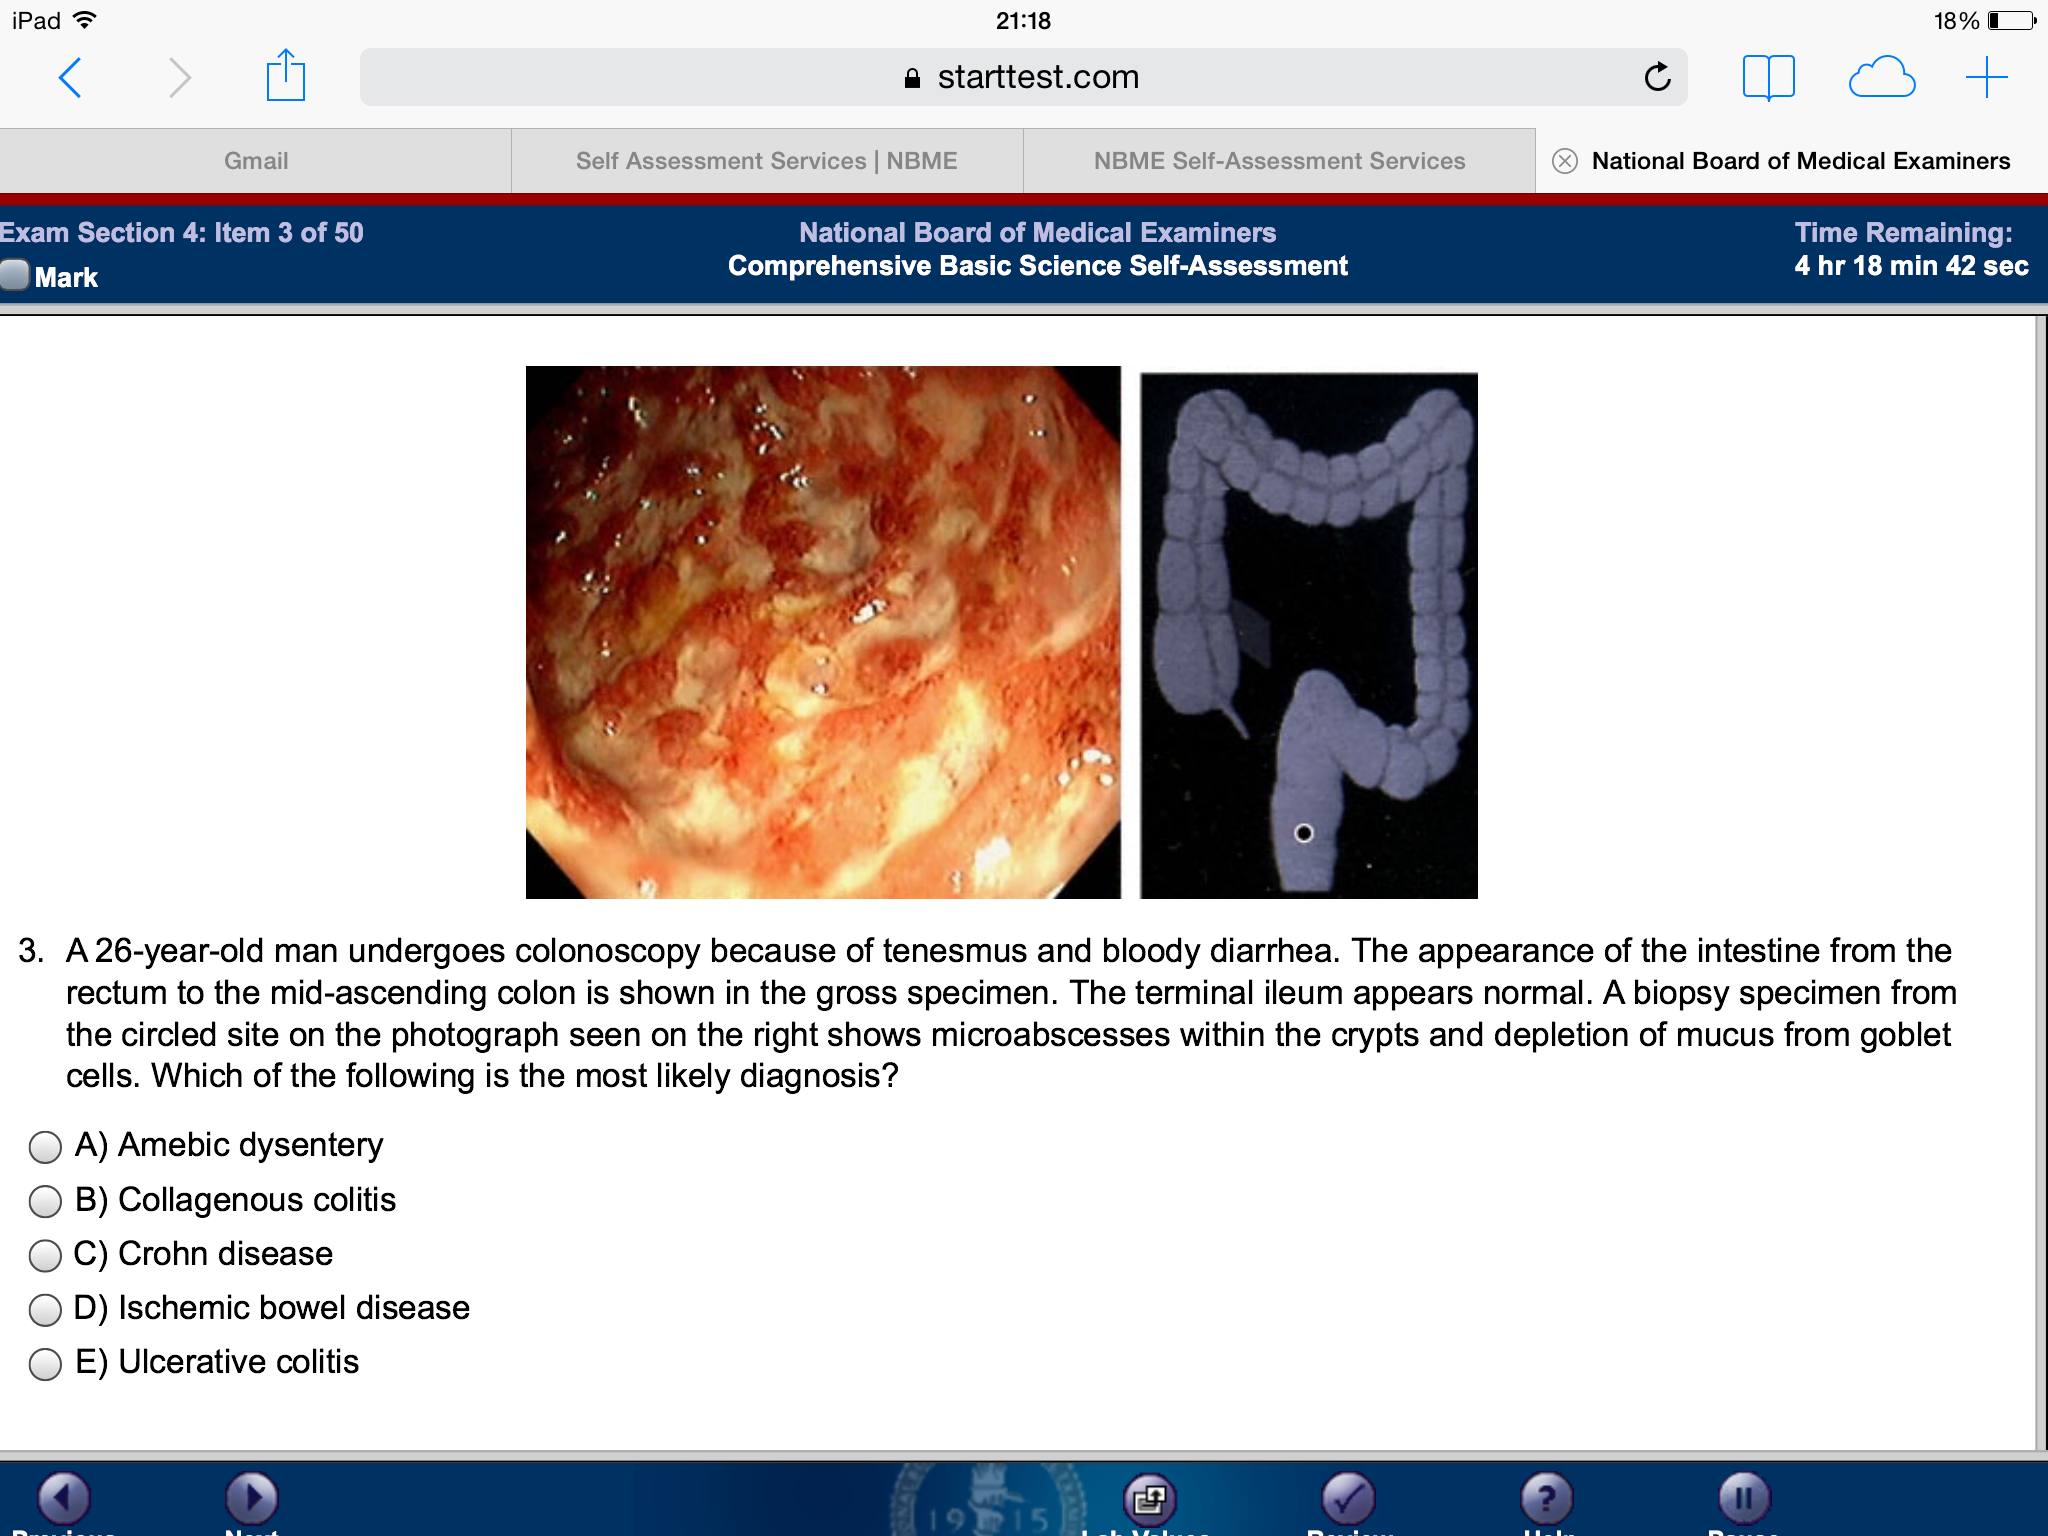 iPad
21:18
18%
starttest.com
Gmail
Self Assessment Services | NBME
NBME Self-Assessment Services
National Board of Medical Examiners
Exam Section 4: Item 3 of 50
National Board of Medical Examiners
Time Remaining:
Mark
Comprehensive Basic Science Self-Assessment
4 hr 18 min 42 sec
3. A 26-year-old man undergoes colonoscopy because of tenesmus and bloody diarrhea. The appearance of the intestine from the
rectum to the mid-ascending colon is shown in the gross specimen. The terminal ileum appears normal. A biopsy specimen from
the circled site on the photograph seen on the right shows microabscesses within the crypts and depletion of mucus from goblet
cells. Which of the following is the most likely diagnosis?
A) Amebic dysentery
B) Collagenous colitis
C) Crohn disease
D) Ischemic bowel disease
E) Ulcerative colitis
19 15